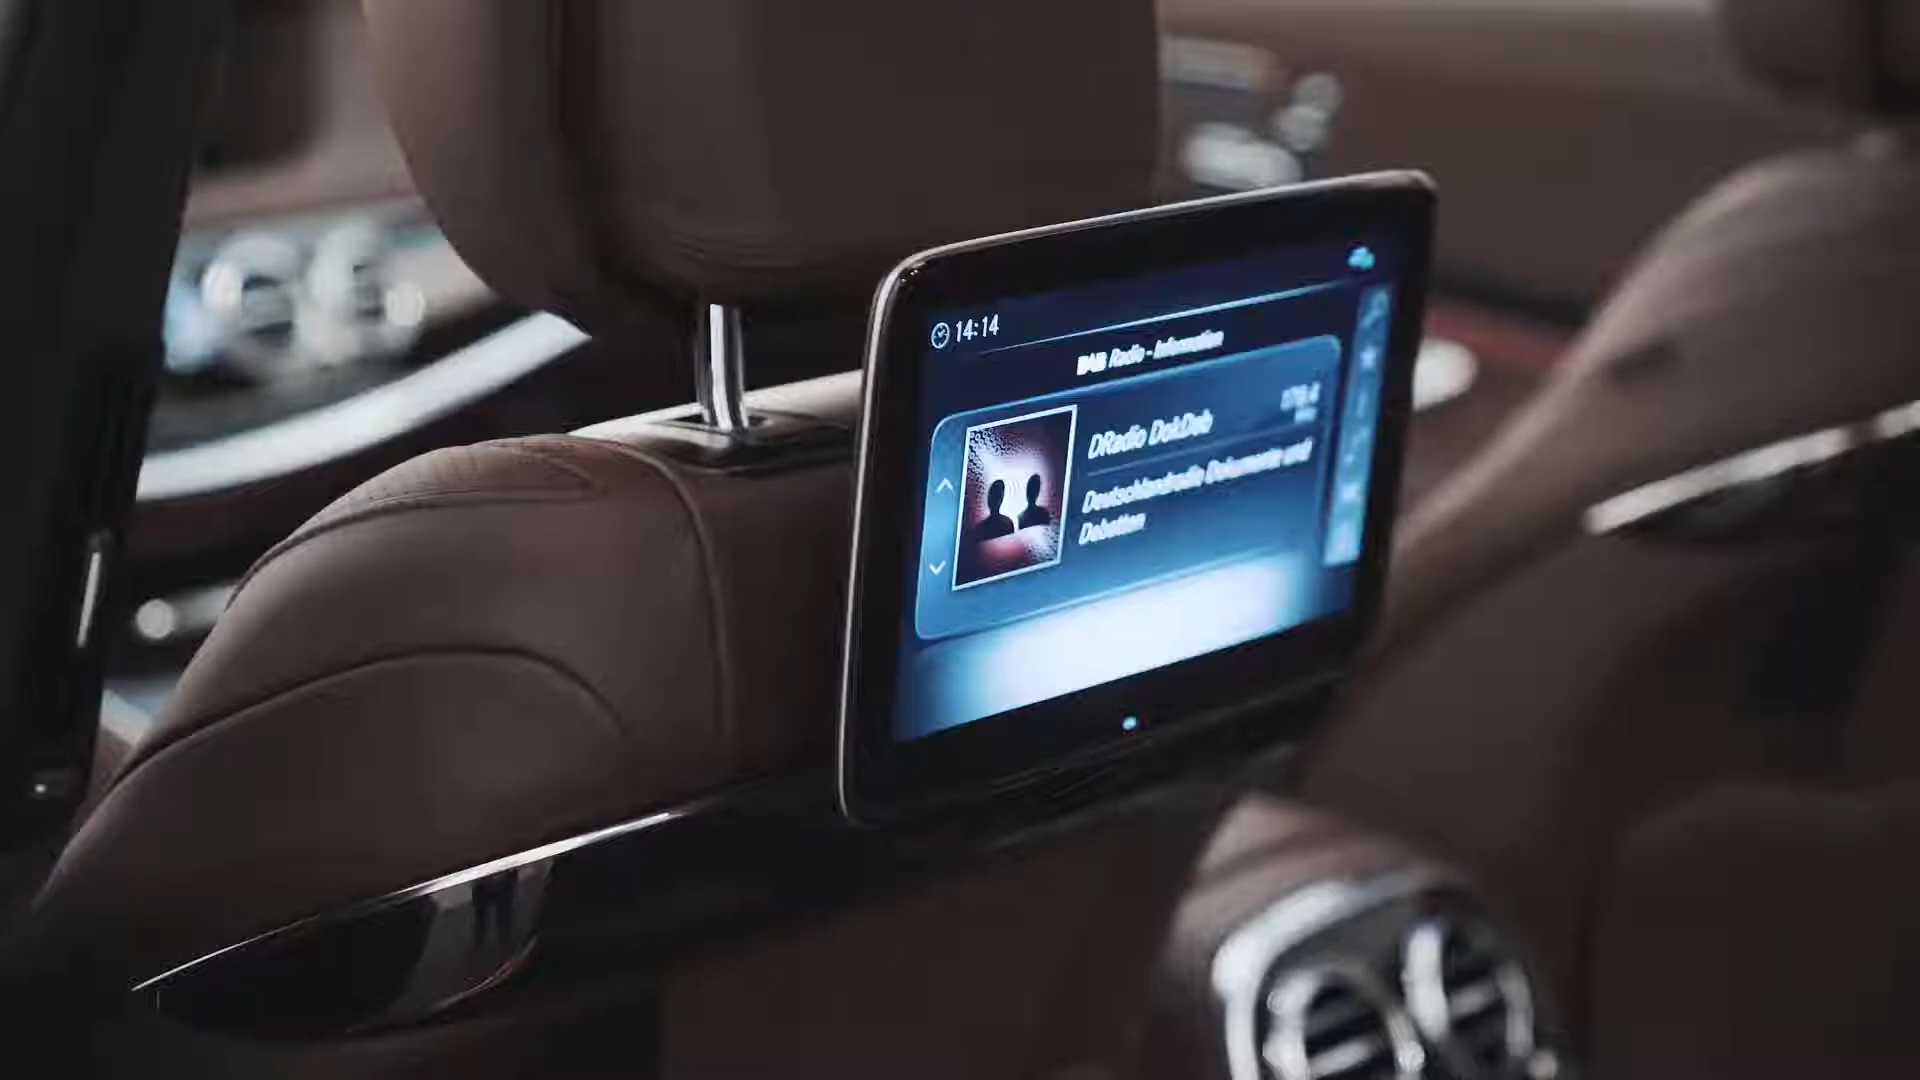 14:14
DAB Radio - Information
DRadio DokDeb
Deutschlandradio Dokumente und
Debatten